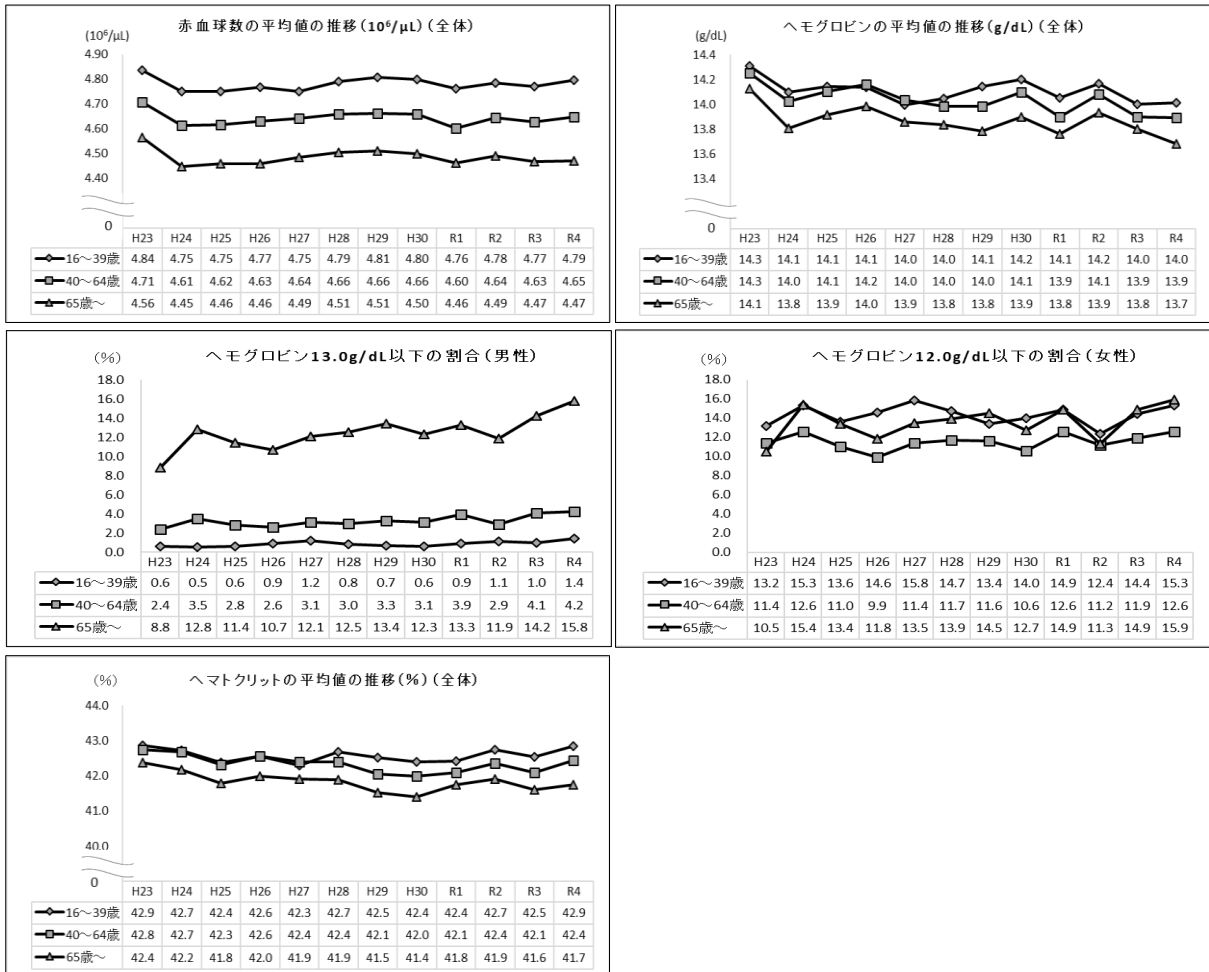 赤血球数の平均値の推移(10⁶/μL)(全体)
(10⁶/μL)
4.90
4.80
4.70
4.60
4.50
4.40
0
H23 H24 H25 H26 H27 H28 H29 H30 R1 R2 R3 R4
16~39歳 4.84 4.75 4.75 4.77 4.75 4.79 4.81 4.80 4.76 4.78 4.77 4.79
40~64歳 4.71 4.61 4.62 4.63 4.64 4.66 4.66 4.66 4.60 4.64 4.63 4.65
65歳~ 4.56 4.45 4.46 4.46 4.49 4.51 4.51 4.50 4.46 4.49 4.47 4.47
ヘモグロビンの平均値の推移(g/dL)(全体)
(g/dL)
14.4
14.2
14.0
13.8
13.6
13.4
0
H23 H24 H25 H26 H27 H28 H29 H30 R1 R2 R3 R4
16~39歳 14.3 14.1 14.1 14.1 14.0 14.0 14.1 14.2 14.1 14.2 14.0 14.0
40~64歳 14.3 14.0 14.1 14.2 14.0 14.0 14.0 14.1 13.9 14.1 13.9 13.9
65歳~ 14.1 13.8 13.9 14.0 13.9 13.8 13.8 13.9 13.8 13.9 13.8 13.7
ヘモグロビン13.0g/dL以下の割合(男性)
(%)
18.0
16.0
14.0
12.0
10.0
8.0
6.0
4.0
2.0
0.0
H23 H24 H25 H26 H27 H28 H29 H30 R1 R2 R3 R4
16~39歳 0.6 0.5 0.6 0.9 1.2 0.8 0.7 0.6 0.9 1.1 1.0 1.4
40~64歳 2.4 3.5 2.8 2.6 3.1 3.0 3.3 3.1 3.9 2.9 4.1 4.2
65歳~ 8.8 12.8 11.4 10.7 12.1 12.5 13.4 12.3 13.3 11.9 14.2 15.8
ヘモグロビン12.0g/dL以下の割合(女性)
(%)
18.0
16.0
14.0
12.0
10.0
8.0
6.0
4.0
2.0
0.0
H23 H24 H25 H26 H27 H28 H29 H30 R1 R2 R3 R4
16~39歳 13.2 15.3 13.6 14.6 15.8 14.7 13.4 14.0 14.9 12.4 14.4 15.3
40~64歳 11.4 12.6 11.0 9.9 11.4 11.7 11.6 10.6 12.6 11.2 11.9 12.6
65歳~ 10.5 15.4 13.4 11.8 13.5 13.9 14.5 12.7 14.9 11.3 14.9 15.9
ヘマトクリットの平均値の推移(%)(全体)
(%)
44.0
43.0
42.0
41.0
40.0
0
H23 H24 H25 H26 H27 H28 H29 H30 R1 R2 R3 R4
16~39歳 42.9 42.7 42.4 42.6 42.3 42.7 42.5 42.4 42.4 42.7 42.5 42.9
40~64歳 42.8 42.7 42.3 42.6 42.4 42.4 42.1 42.0 42.1 42.4 42.1 42.4
65歳~ 42.4 42.2 41.8 42.0 41.9 41.9 41.5 41.4 41.8 41.9 41.6 41.7